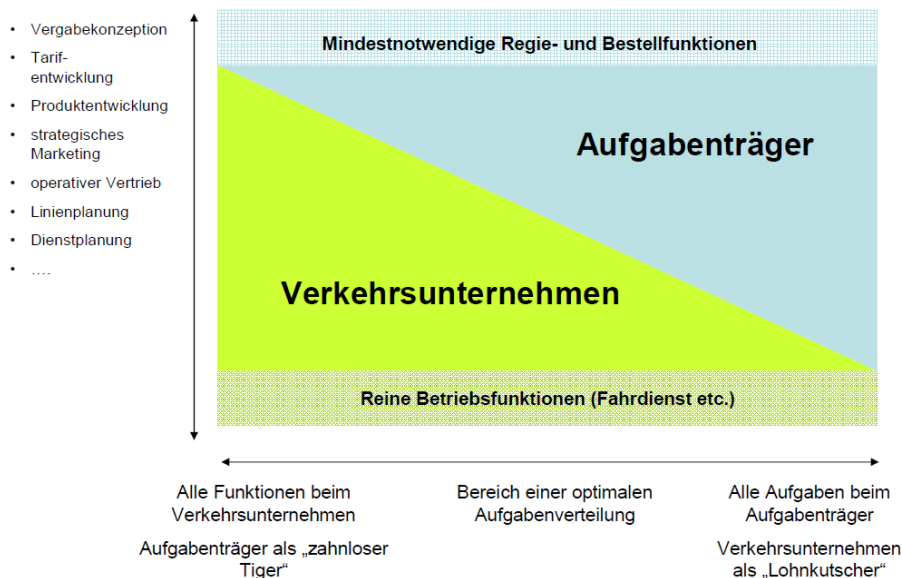 • Vergabekonzeption
• Tarif-
entwicklung
• Produktentwicklung
• strategisches
Marketing
• operativer Vertrieb
• Linienplanung
• Dienstplanung
• ....
Mindestnotwendige Regie- und Bestellfunktionen
Aufgabenträger
Verkehrsunternehmen
Reine Betriebsfunktionen (Fahrdienst etc.)
Alle Funktionen beim
Verkehrsunternehmen
Aufgabenträger als „zahnloser
Tiger“
Bereich einer optimalen
Aufgabenverteilung
Alle Aufgaben beim
Aufgabenträger
Verkehrsunternehmen
als „Lohnkutscher“